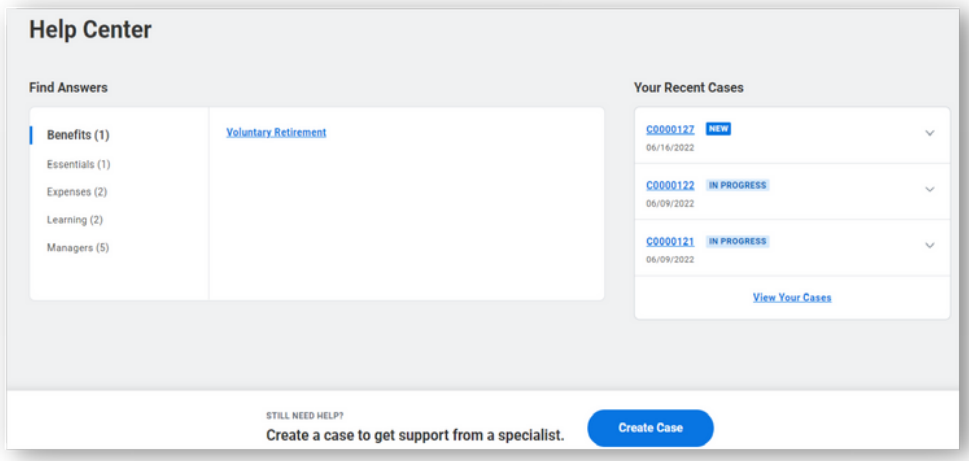 Help Center
Find Answers
Benefits (1)
Essentials (1)
Expenses (2)
Learning (2)
Managers (5)
Voluntary Retirement
Your Recent Cases
C0000127 NEW
06/16/2022
C0000122 IN PROGRESS
06/09/2022
C0000121 IN PROGRESS
06/09/2022
View Your Cases
STILL NEED HELP?
Create a case to get support from a specialist.
Create Case